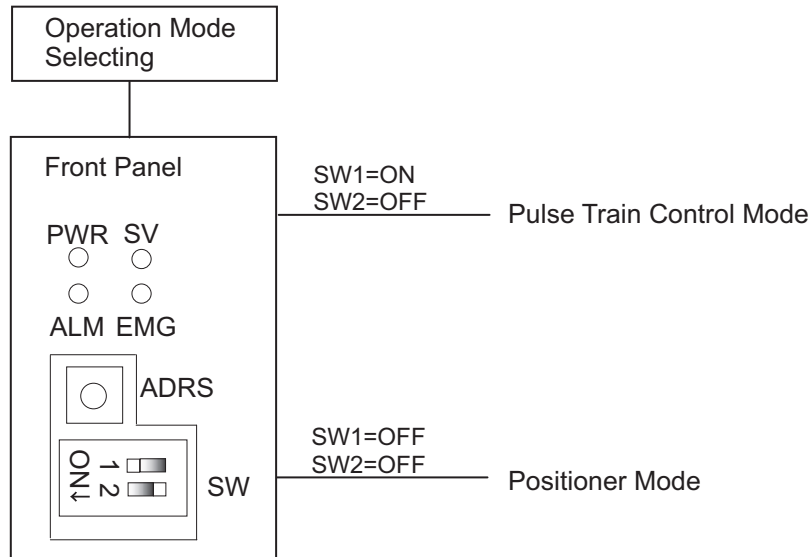 Operation Mode
Selecting
Front Panel
SW1=ON
SW2=OFF
Pulse Train Control Mode
PWR SV
ALM EMG
ADRS
SW1=OFF
SW2=OFF
Positioner Mode
ON↓
1
2
SW